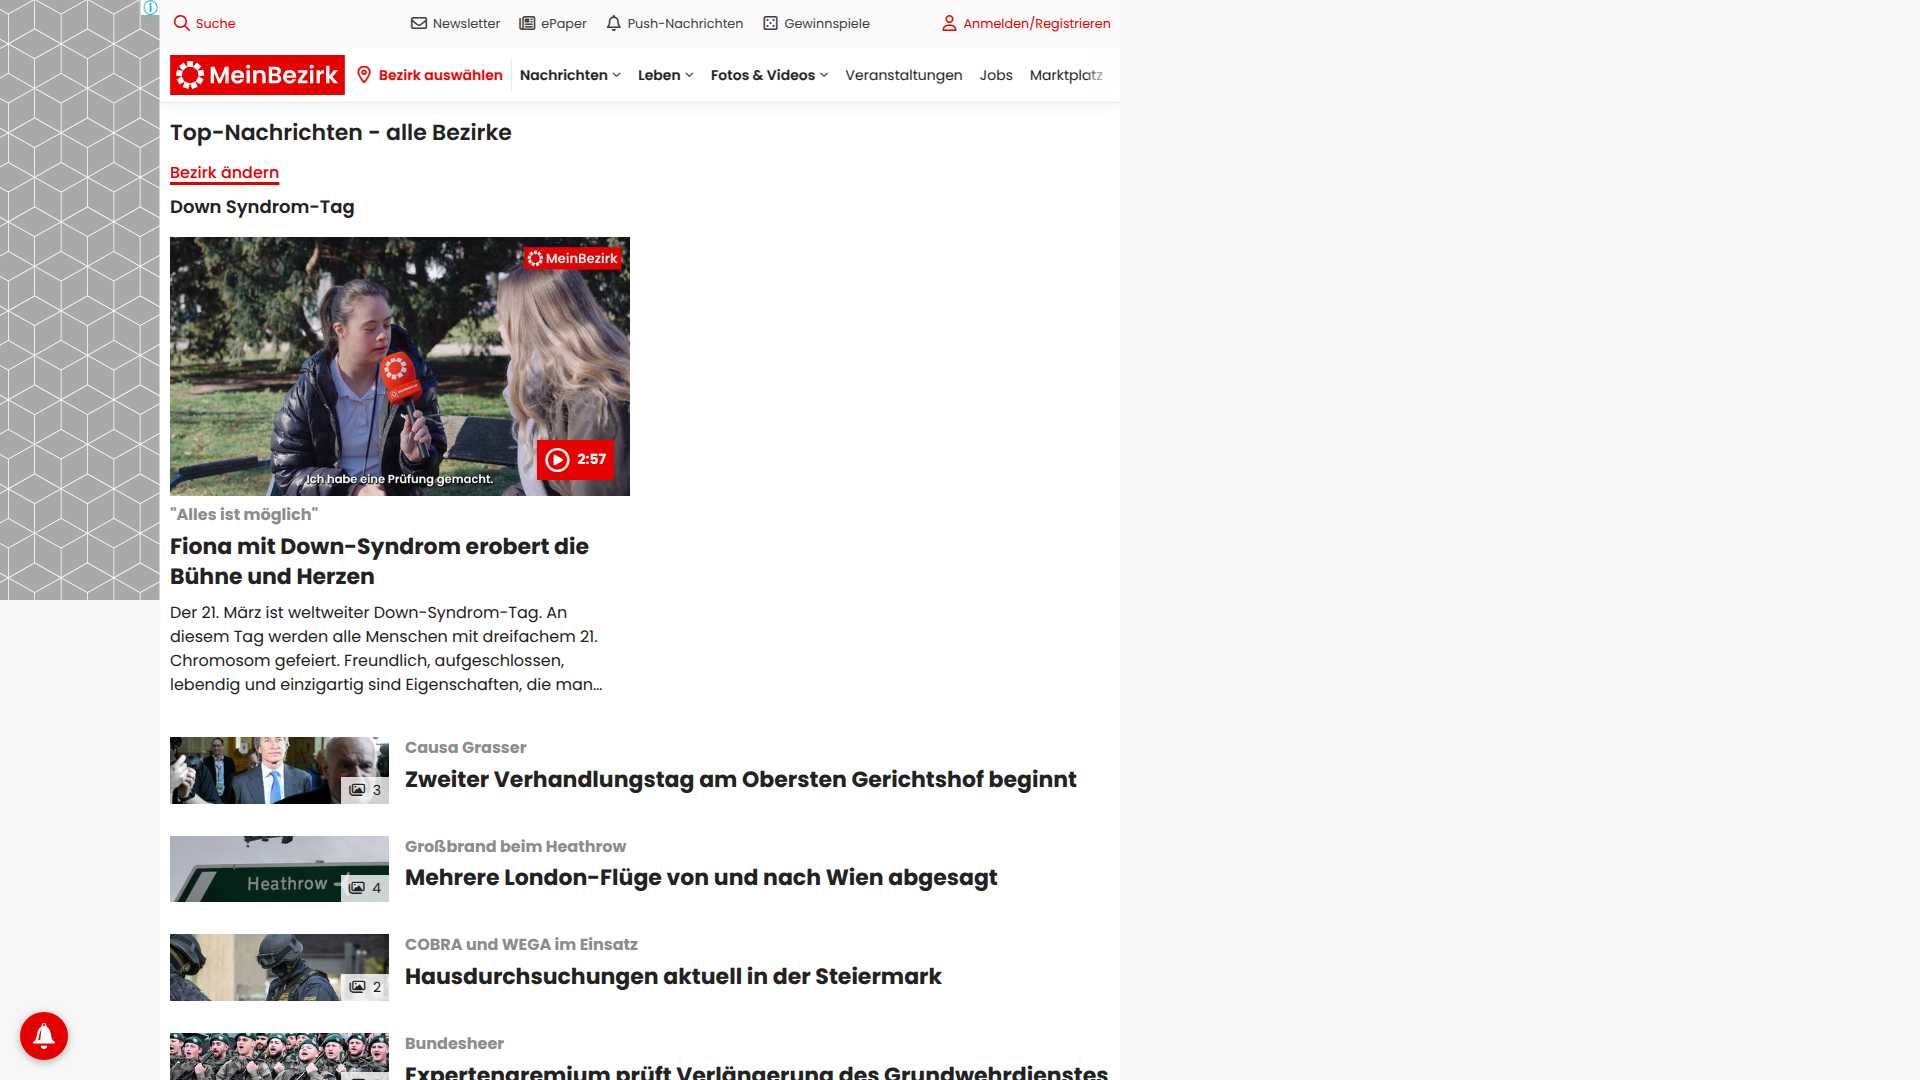 Suche
Newsletter
ePaper
Push-Nachrichten
Gewinnspiele
Anmelden/Registrieren
MeinBezirk
Bezirk auswählen
Nachrichten
Leben
Fotos & Videos
Veranstaltungen
Jobs
Marktplatz
Top-Nachrichten - alle Bezirke
Bezirk ändern
Down Syndrom-Tag
MeinBezirk
2:57
Ich habe eine Prüfung gemacht.
"Alles ist möglich"
Fiona mit Down-Syndrom erobert die
Bühne und Herzen
Der 21. März ist weltweiter Down-Syndrom-Tag. An
diesem Tag werden alle Menschen mit dreifachem 21.
Chromosom gefeiert. Freundlich, aufgeschlossen,
lebendig und einzigartig sind Eigenschaften, die man...
3
Causa Grasser
Zweiter Verhandlungstag am Obersten Gerichtshof beginnt
Heathrow
4
Großbrand beim Heathrow
Mehrere London-Flüge von und nach Wien abgesagt
2
COBRA und WEGA im Einsatz
Hausdurchsuchungen aktuell in der Steiermark
Bundesheer
Expertengremium prüft Verlängerung des Grundwehrdienstes